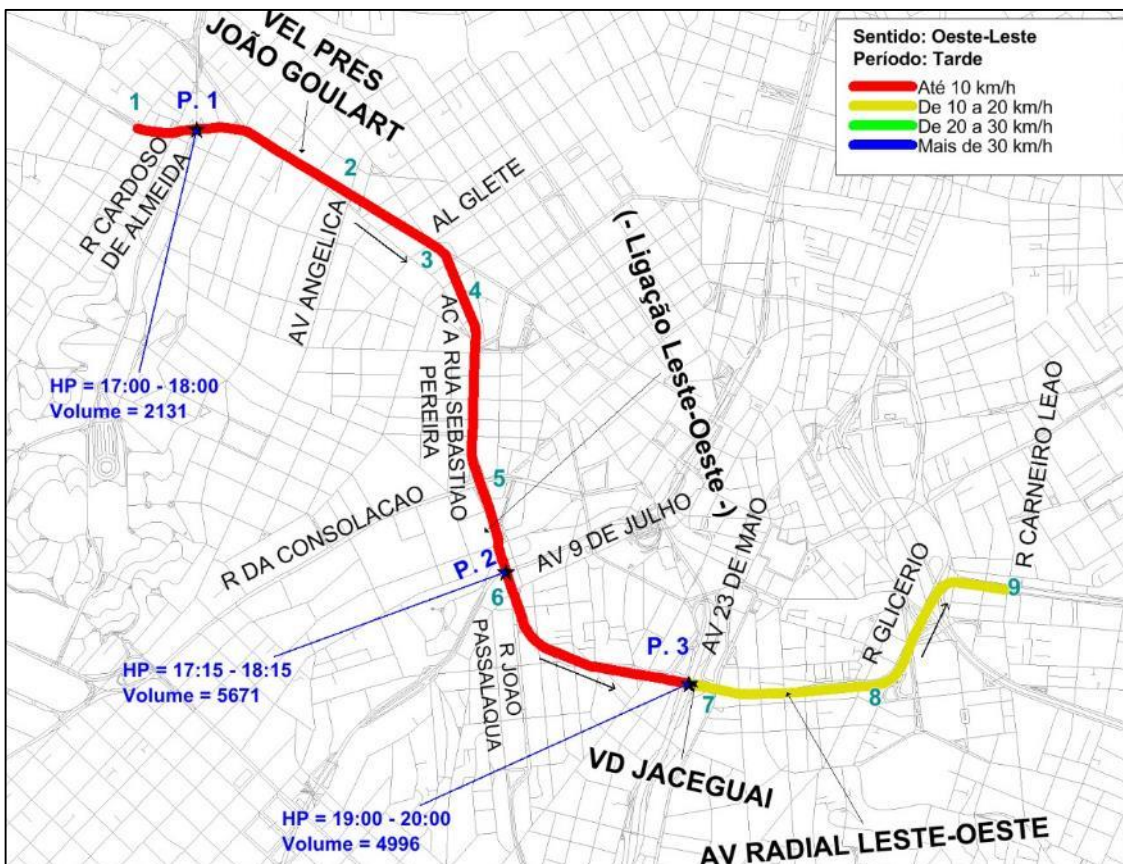 VEL PRES
JOÃO GOULART
Sentido: Oeste-Leste
Período: Tarde
Até 10 km/h
De 10 a 20 km/h
De 20 a 30 km/h
Mais de 30 km/h
1
P. 1
R CARDOSO
DE ALMEIDA
2
AV ANGELICA
AL GLETE
3
4
(- Ligação Leste-Oeste -)
HP = 17:00 - 18:00
Volume = 2131
AC A RUA SEBASTIAO
PEREIRA
5
R DA CONSOLACAO
AV 9 DE JULHO
P. 2
6
R JOAO
PASSALAQUA
AV 23 DE MAIO
R GLICERIO
R CARNEIRO LEAO
9
P. 3
HP = 17:15 - 18:15
Volume = 5671
7
8
VD JACEGUAI
HP = 19:00 - 20:00
Volume = 4996
AV RADIAL LESTE-OESTE